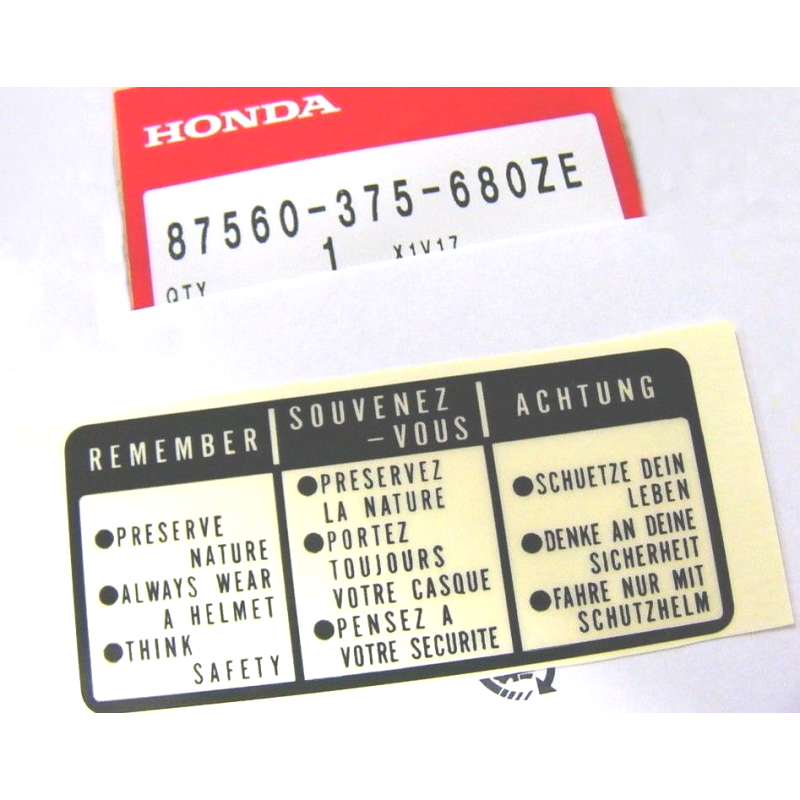 HONDA
87560-375-680ZE
1 X1V17
QTY
REMEMBER
●PRESERVE
NATURE
●ALWAYS WEAR
A HELMET
●THINK
SAFETY
SOUVENEZ
-VOUS
●PRESERVEZ
LA NATURE
●PORTEZ
TOUJOURS
VOTRE CASQUE
●PENSEZ A
VOTRE SECURITE
ACHTUNG
●SCHUETZE DEIN
LEBEN
●DENKE AN DEINE
SICHERHEIT
●FAHRE NUR MIT
SCHUTZHELM